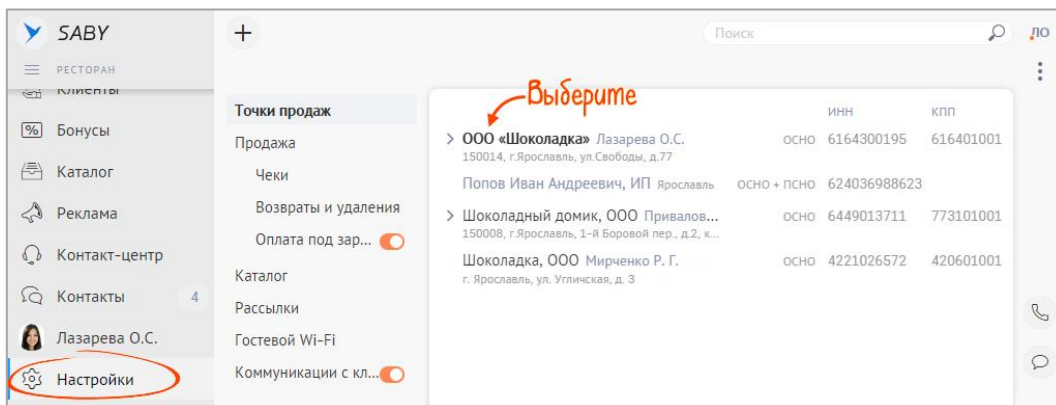 SABY
РЕСТОРАН
Клиенты
% Бонусы
Каталог
Реклама
Контакт-центр
Контакты 4
Лазарева О.С.
Настройки
+
Точки продаж
Продажа
Чеки
Возвраты и удаления
Оплата под зар...
Каталог
Рассылки
Гостевой Wi-Fi
Коммуникации с кл...
Поиск
ЛО
Выберите
ИНН КПП
ООО «Шоколадка» Лазарева О.С. ОСНО 6164300195 616401001
150014, г.Ярославль, ул.Свободы, д.77
Попов Иван Андреевич, ИП Ярославль ОСНО + ПСНО 624036988623
Шоколадный домик, ООО Привалов... ОСНО 6449013711 773101001
150008, г.Ярославль, 1-й Боровой пер., д.2, к...
Шоколадка, ООО Мирченко Р. Г. ОСНО 4221026572 420601001
г. Ярославль, ул. Угличская, д. 3